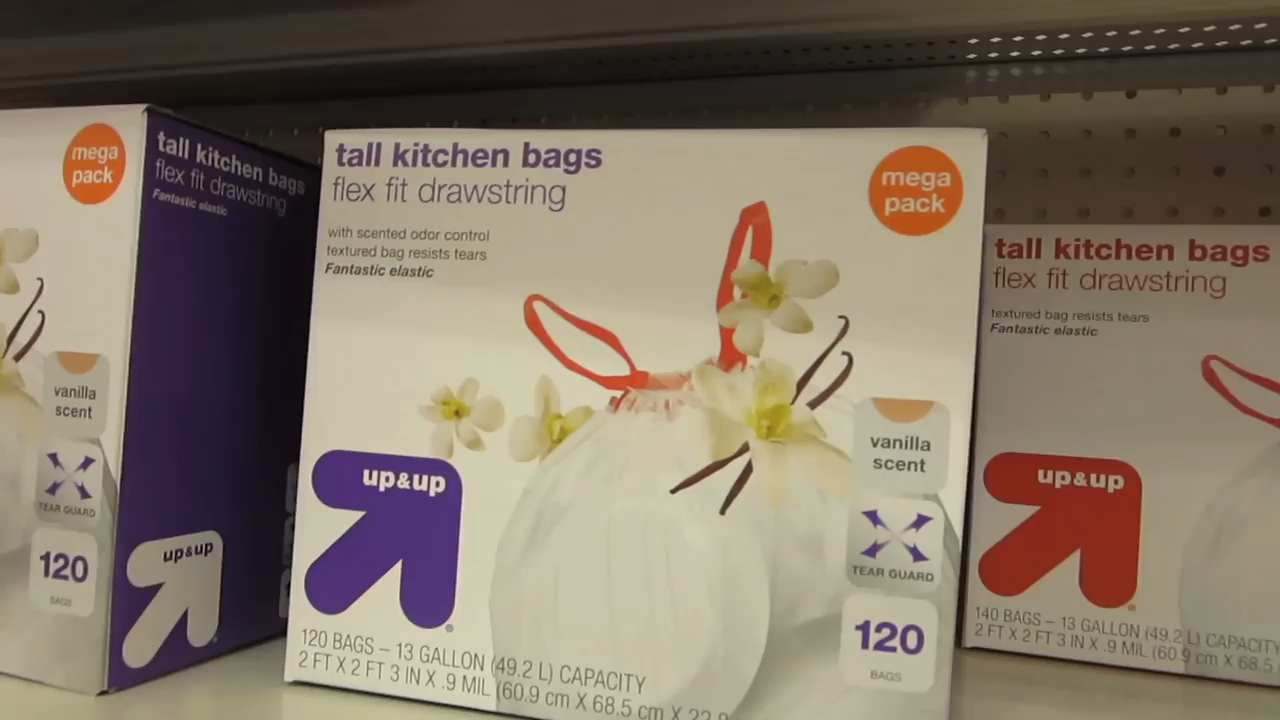 mega
pack
vanilla
scent
TEAR GUARD
120
BAGS
tall kitchen bags
flex fit drawstring
Fantastic elastic
up&up
tall kitchen bags
flex fit drawstring
with scented odor control
textured bag resists tears
Fantastic elastic
mega
pack
up&up
vanilla
scent
TEAR GUARD
120
BAGS
120 BAGS – 13 GALLON (49.2 L) CAPACITY
2 FT X 2 FT 3 IN X .9 MIL (60.9 cm X 68.5 cm X
tall kitchen bags
flex fit drawstring
textured bag resists tears
Fantastic elastic
up&up
140 BAGS – 13 GALLON (49.2 L) CAPACITY
2 FT X 2 FT 3 IN X .9 MIL (60.9 cm X 68.5